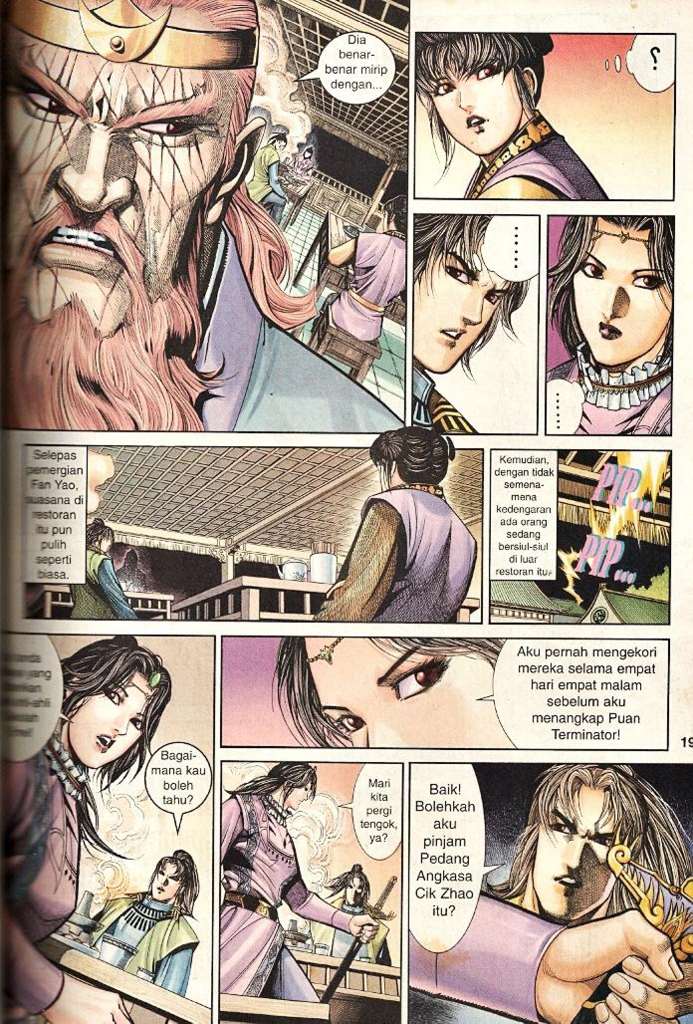 Dia
benar-
benar mirip
dengan...
?
......
......
Selepas
pemergian
Fan Yao,
suasana di
restoran
itu pun
pulih
seperti
biasa.
Kemudian,
dengan tidak
semena-
mena
kedengaran
ada orang
sedang
bersiul-siul
di luar
restoran itu.
PIP...
PIP...
yang
Bagai-
mana kau
boleh
tahu?
Aku pernah mengekori
mereka selama empat
hari empat malam
sebelum aku
menangkap Puan
Terminator!
19
Mari
kita
pergi
tengok,
ya?
Baik!
Bolehkah
aku
pinjam
Pedang
Angkasa
Cik Zhao
itu?